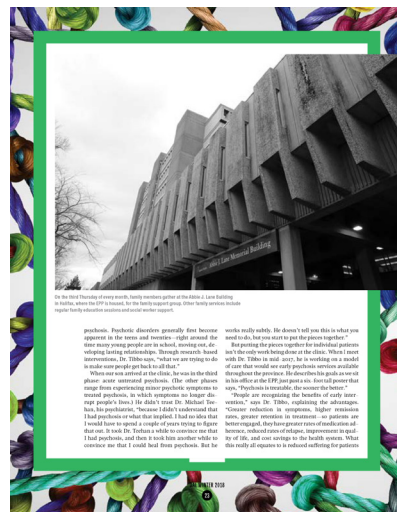 Abbie J. Lane Memorial Building
On the third Thursday of every month, family members gather at the Abbie J. Lane Building
in Halifax, where the EPP is housed, for the family support group. Other family services include
regular family education sessions and social worker support.
psychosis. Psychotic disorders generally first become
apparent in the teens and twenties—right around the
time many young people are in school, moving out, de-
veloping lasting relationships. Through research-based
interventions, Dr. Tibbo says, “what we are trying to do
is make sure people get back to all that.”
When our son arrived at the clinic, he was in the third
phase: acute untreated psychosis. (The other phases
range from experiencing minor psychotic symptoms to
treated psychosis, in which symptoms no longer dis-
rupt people’s lives.) He didn’t treat Dr. Michael Tee-
han, his psychiatrist, “because I didn’t understand that
I had psychosis or what that implied. I had no idea that
I would have to spend a couple of years trying to figure
that out. It took Dr. Teehan a while to convince me that
I had psychosis, and then it took him another while to
convince me that I could heal from psychosis. But he
works really subtly. He doesn’t tell you this is what you
need to do, but you start to put the pieces together.”
But putting the pieces together for individual patients
isn’t the only work being done at the clinic. When I meet
with Dr. Tibbo in mid-2017, he is working on a model
of care that would see early psychosis services available
throughout the province. He describes his goals as we sit
in his office at the EPP, just past a six-foot tall poster that
says, “Psychosis is treatable, the sooner the better.”
“People are recognizing the benefits of early inter-
vention,” says Dr. Tibbo, explaining the advantages.
“Greater reduction in symptoms, higher remission
rates, greater retention in treatment—so patients are
better engaged, they have greater rates of medication ad-
herence, reduced rates of relapse, improvement in qual-
ity of life, and cost savings to the health system. What
this really all equates to is reduced suffering for patients
WINTER 2018
23